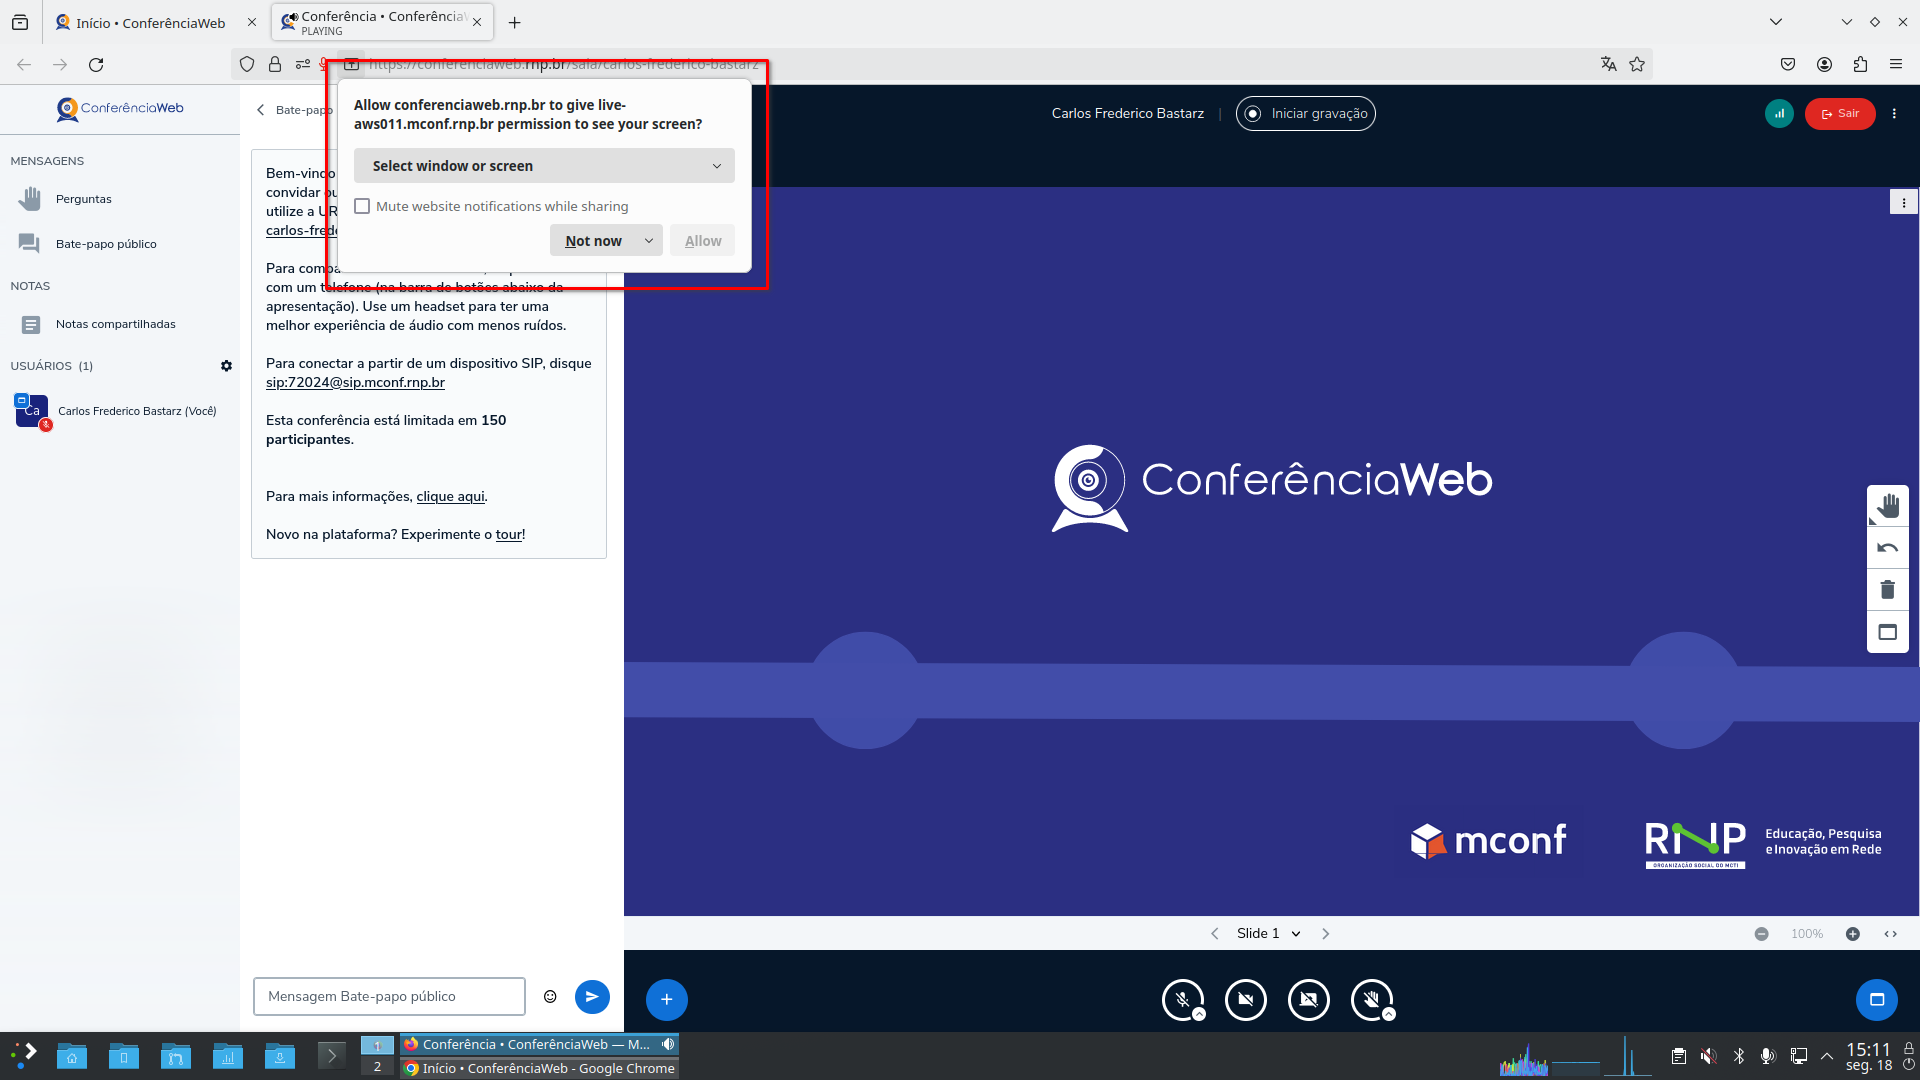 Início • ConferênciaWeb
Conferência • Conferência
PLAYING
https://conferenciaweb.rnp.br/sala/carlos-frederico-bastarz
Allow conferenciaweb.rnp.br to give live-
aws011.mconf.rnp.br permission to see your screen?
Select window or screen
Mute website notifications while sharing
Not now
Allow
ConferênciaWeb
MENSAGENS
Perguntas
Bate-papo público
NOTAS
Notas compartilhadas
USUÁRIOS (1)
Ca
Carlos Frederico Bastarz (Você)
Bate-papo
Bem-vindo
convidar
utilize a
carlos-frede
Para compa
com um telefone (na barra de botões abaixo da
apresentação). Use um headset para ter uma
melhor experiência de áudio com menos ruídos.
Para conectar a partir de um dispositivo SIP, disque
sip:72024@sip.mconf.rnp.br
Esta conferência está limitada em 150
participantes.
Para mais informações, clique aqui.
Novo na plataforma? Experimente o tour!
Mensagem Bate-papo público
Carlos Frederico Bastarz
Iniciar gravação
Sair
ConferênciaWeb
mconf
RNP
ORGANIZAÇÃO SOCIAL DO MCTI
Educação, Pesquisa
e Inovação em Rede
Slide 1
100%
1
2
Conferência • ConferênciaWeb — M...
Início • ConferênciaWeb - Google Chrome
15:11
seg. 18